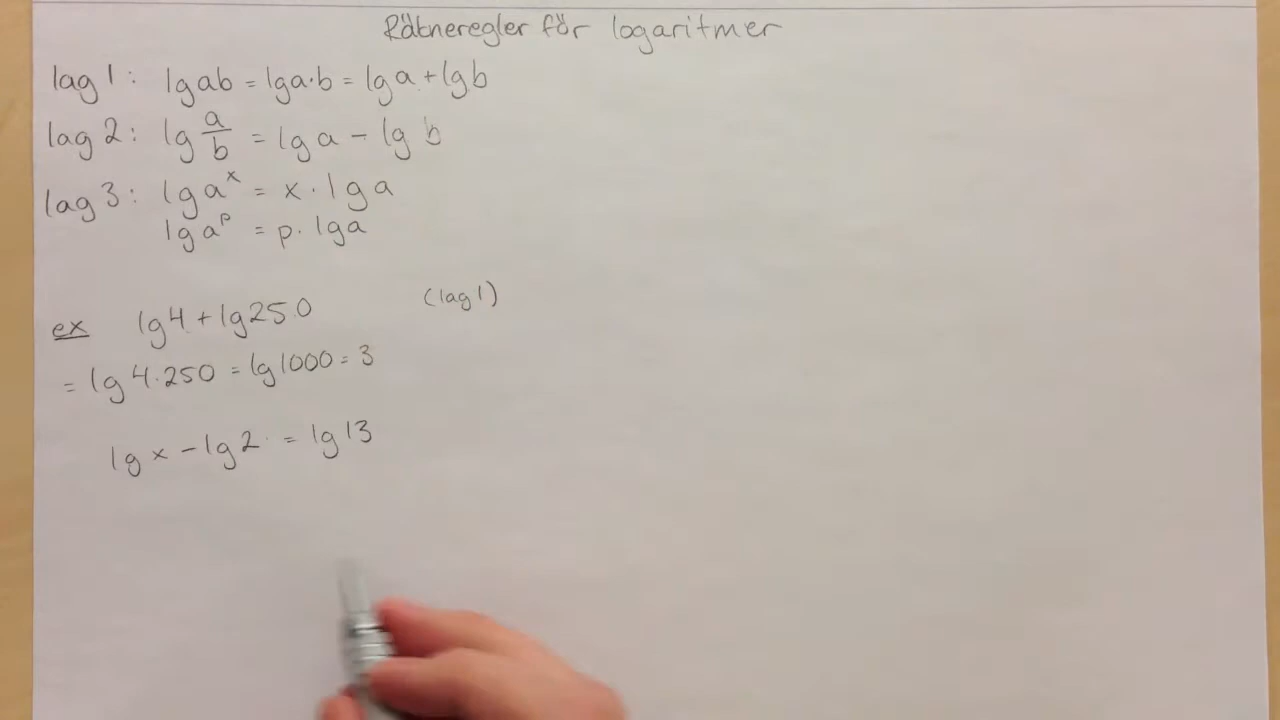 Räkneregler för logaritmer
lag 1: lg ab = lg a · b = lg a + lg b
lag 2: lg a/b = lg a - lg b
lag 3: lg aˣ = x · lg a
lg aᵖ = p · lg a
ex lg 4 + lg 250 (lag 1)
= lg 4 · 250 = lg 1000 = 3
lg x - lg 2 = lg 13